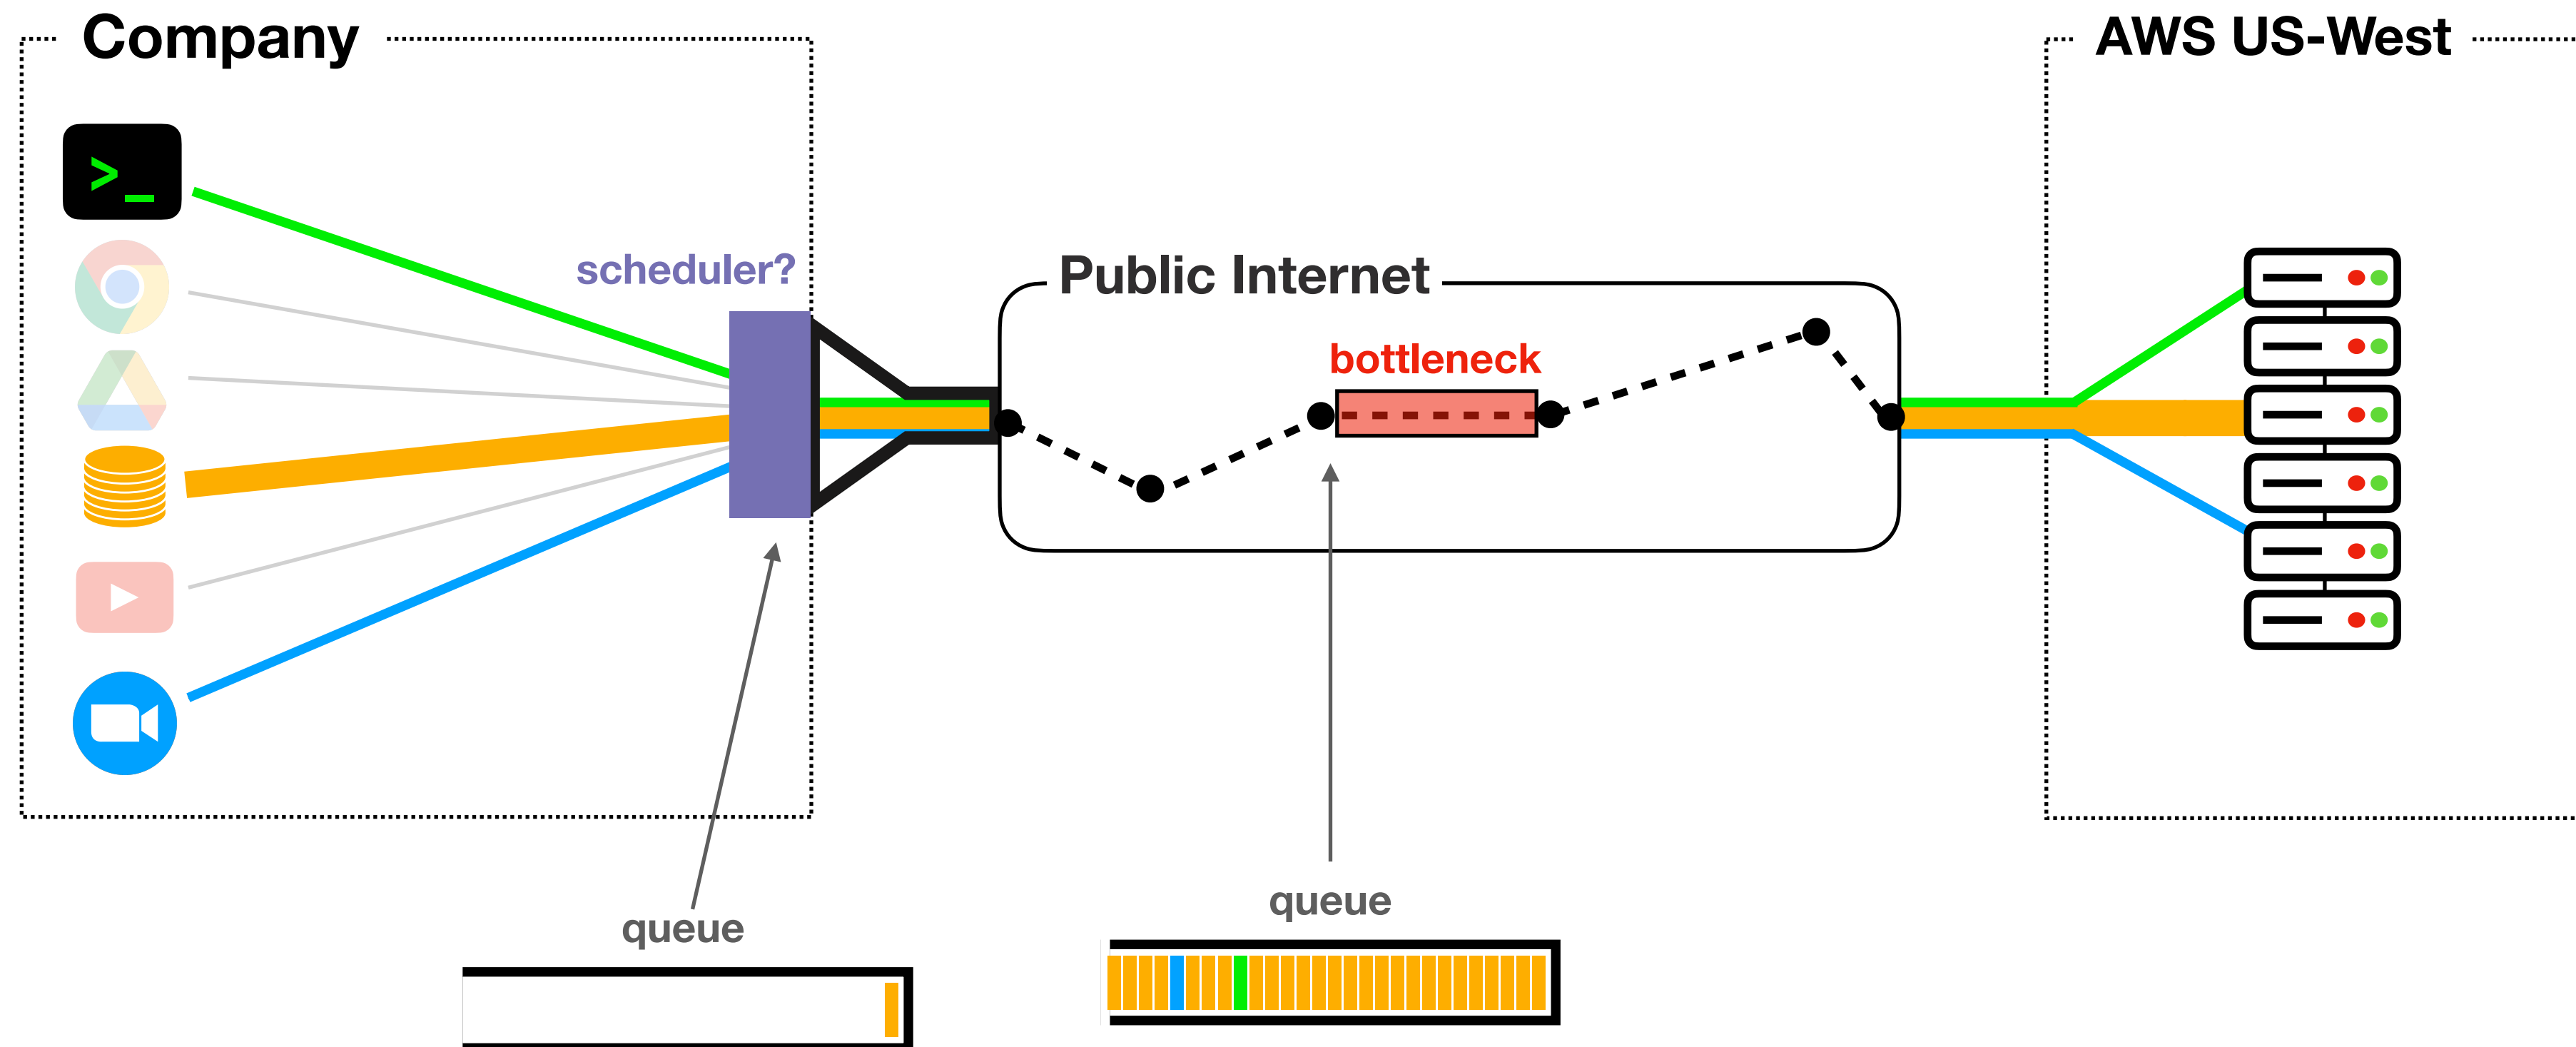 Company
AWS US-West
>_
scheduler?
Public Internet
bottleneck
queue
queue